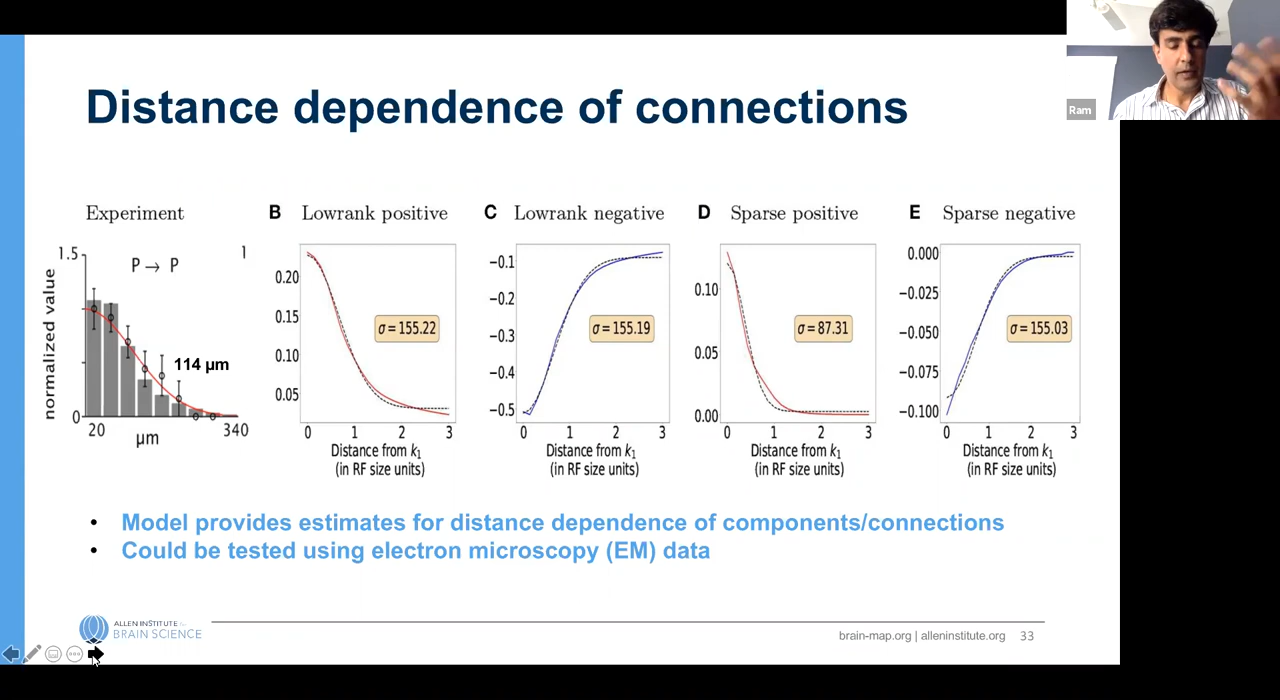 Ram
Distance dependence of connections
Experiment
B Lowrank positive
C Lowrank negative
D Sparse positive
E Sparse negative
1.5
P → P
1
normalized value
114 µm
0
20
340
µm
0.20
0.15
0.10
0.05
σ = 155.22
0 1 2 3
Distance from k₁
(in RF size units)
−0.1
−0.2
−0.3
−0.4
−0.5
σ = 155.19
0 1 2 3
Distance from k₁
(in RF size units)
0.10
0.05
0.00
σ = 87.31
0 1 2 3
Distance from k₁
(in RF size units)
0.000
−0.025
−0.050
−0.075
−0.100
σ = 155.03
0 1 2 3
Distance from k₁
(in RF size units)
• Model provides estimates for distance dependence of components/connections
• Could be tested using electron microscopy (EM) data
ALLEN INSTITUTE for
BRAIN SCIENCE
brain-map.org | alleninstitute.org 33